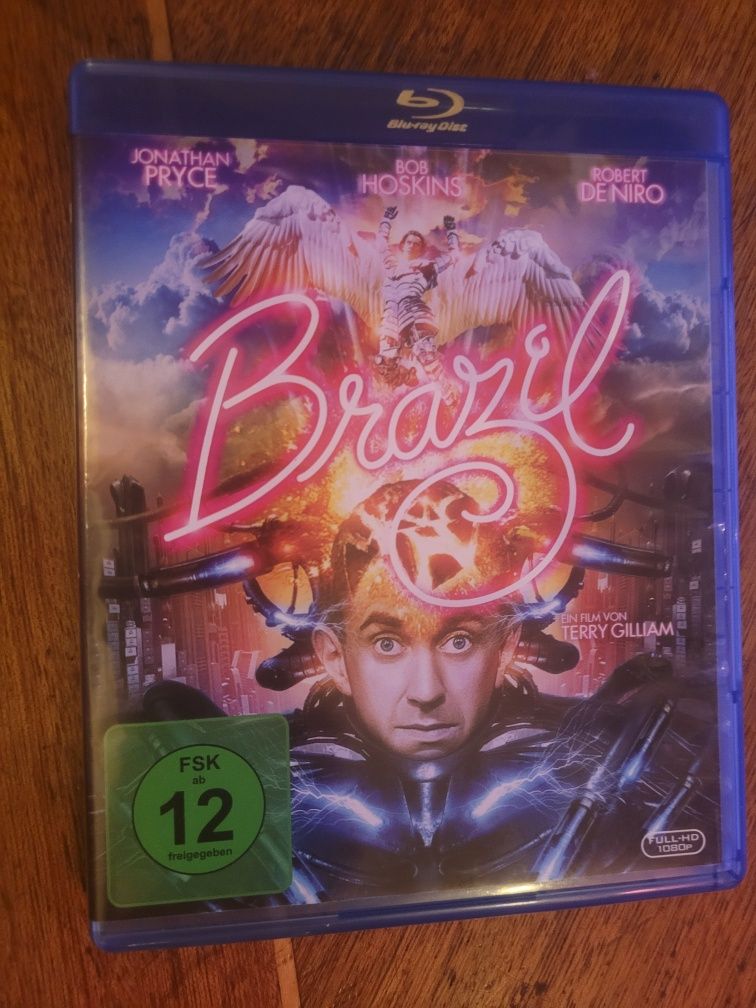 Blu-ray Disc
JONATHAN
PRYCE
BOB
HOSKINS
ROBERT
DE NIRO
Brazil
EIN FILM VON
TERRY GILLIAM
FSK
ab
12
freigegeben
FULL-HD
1080P